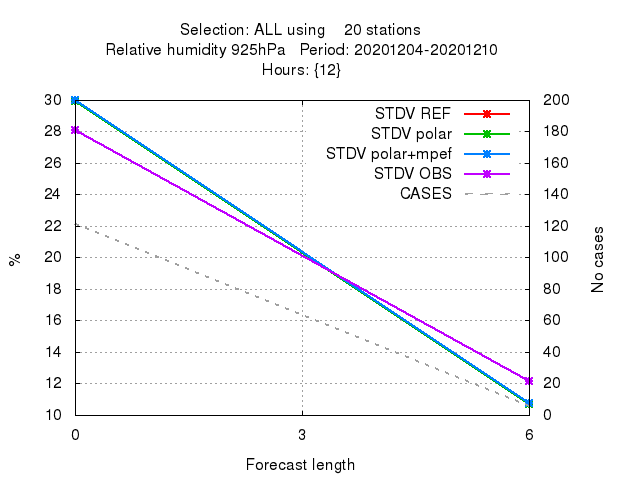 Selection: ALL using    20 stations
Relative humidity 925hPa   Period: 20201204-20201210
Hours: {12}
30
28
26
24
22
20
18
16
14
12
10
%
STDV REF
STDV polar
STDV polar+mpef
STDV OBS
CASES
200
180
160
140
120
100
80
60
40
20
0
No cases
0 3 6
Forecast length